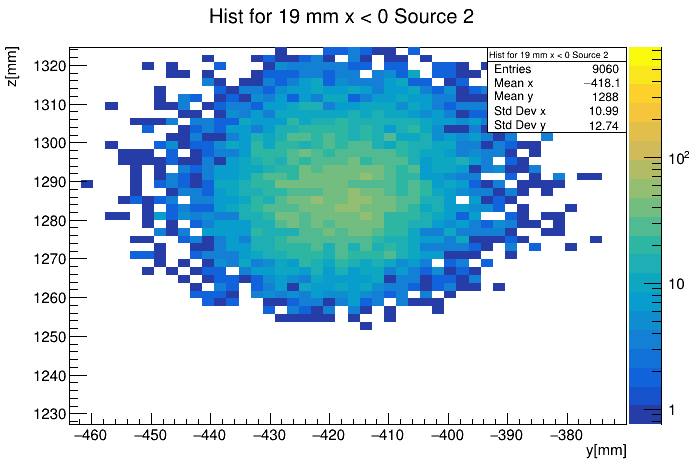 Hist for 19 mm x < 0 Source 2
z[mm]
Hist for 19 mm x < 0 Source 2
Entries 9060
Mean x −418.1
Mean y 1288
Std Dev x 10.99
Std Dev y 12.74
1320
1310
1300
1290
1280
1270
1260
1250
1240
1230
10²
10
1
−460 −450 −440 −430 −420 −410 −400 −390 −380
y[mm]